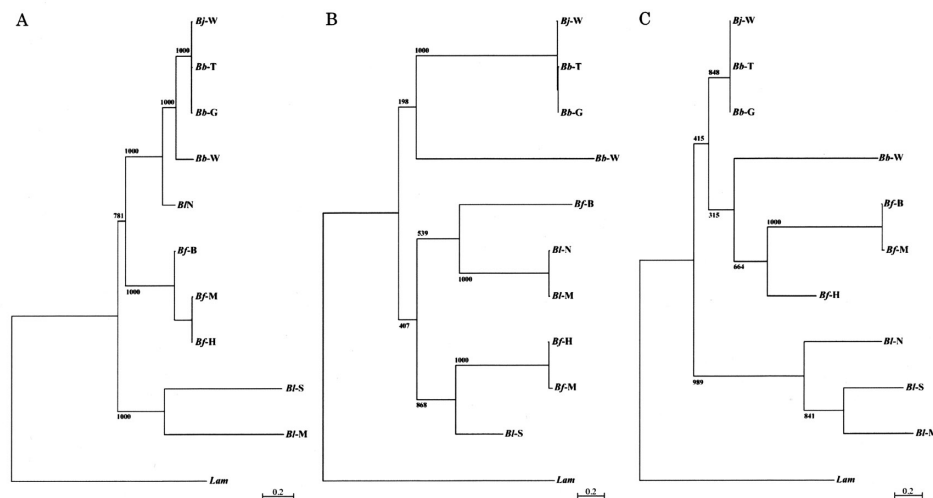 A
Bj-W
1000
Bb-T
1000
Bb-G
1000
Bb-W
BlN
781
Bf-B
1000
Bf-M
Bf-H
Bl-S
1000
Bl-M
Lam
0.2
B
Bj-W
1000
Bb-T
198
Bb-G
Bb-W
Bf-B
539
Bl-N
1000
Bl-M
407
Bf-H
1000
Bf-M
868
Bl-S
Lam
0.2
C
Bj-W
848
Bb-T
Bb-G
415
Bb-W
315
Bf-B
1000
Bf-M
664
Bf-H
Bl-N
989
Bl-S
841
Bl-M
Lam
0.2